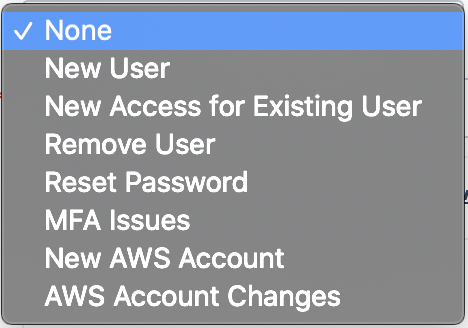 ✓ None
New User
New Access for Existing User
Remove User
Reset Password
MFA Issues
New AWS Account
AWS Account Changes